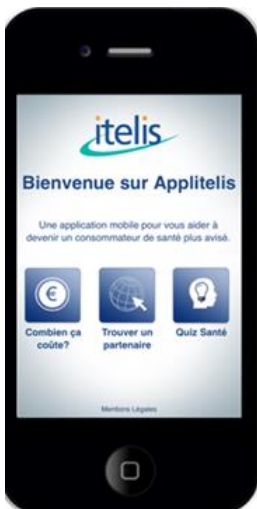 itelis
Bienvenue sur Applitelis
Une application mobile pour vous aider à
devenir un consommateur de santé plus avisé.
€
Combien ça
coûte?
Trouver un
partenaire
Quiz Santé
Mentions Légales